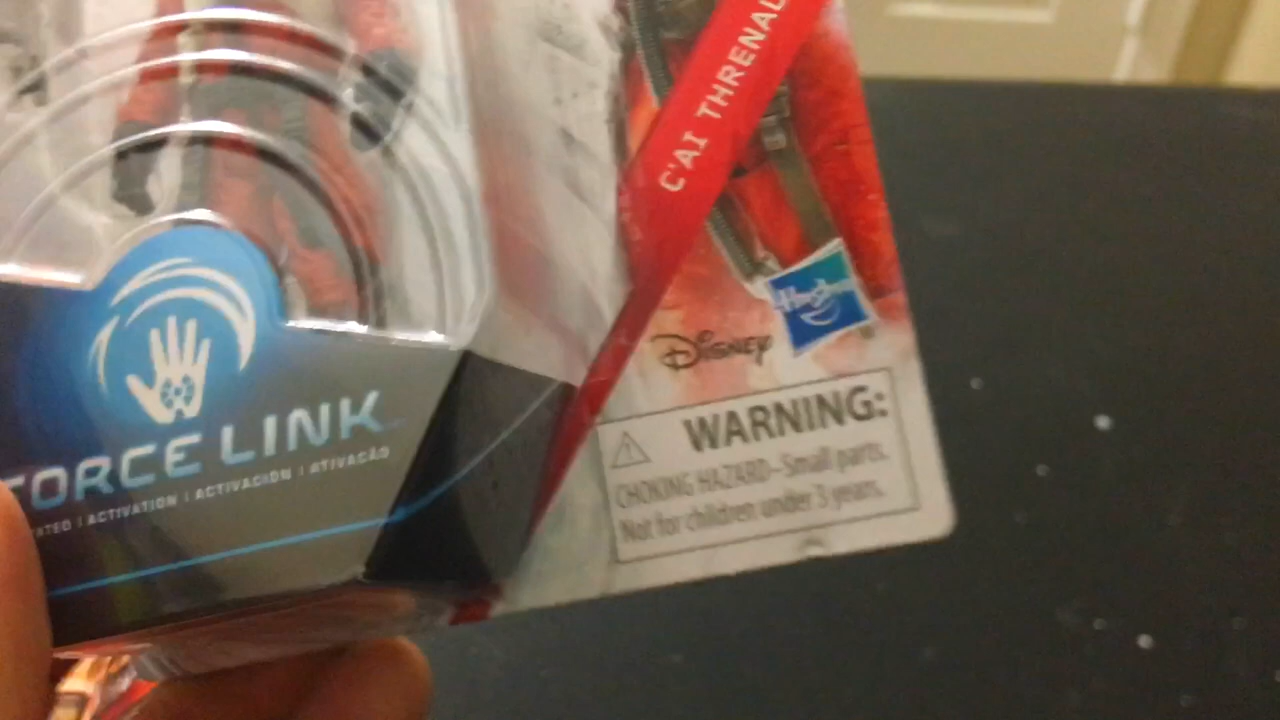 C'AI THRENAL
Hasbro
Disney
WARNING:
CHOKING HAZARD–Small parts.
Not for children under 3 years.
FORCE LINK
ATED | ACTIVATION | ACTIVACIÓN | ATIVAÇÃO